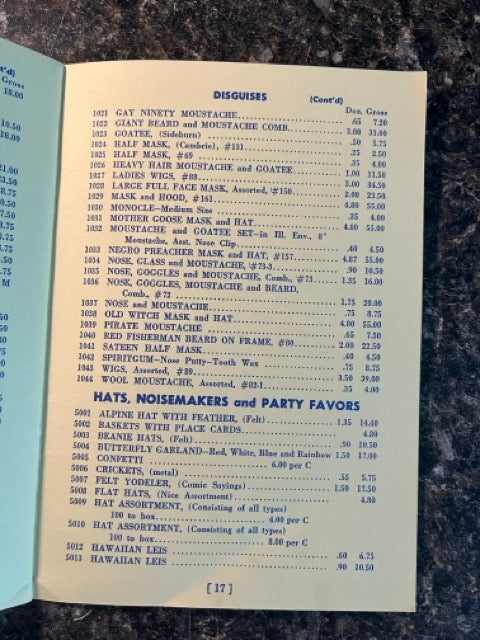 DISGUISES (Cont'd)
Doz. Gross
1021 GAY NINETY MOUSTACHE .65 7.20
1022 GIANT BEARD and MOUSTACHE COMB. 3.00 33.00
1023 GOATEE, (Sideburn) .50 5.75
1024 HALF MASK, (Cambric), #131 .25 2.50
1025 HALF MASK, #69 .35 4.00
1026 HEAVY HAIR MOUSTACHE and GOATEE 1.00 11.50
1027 LADIES WIGS, #88 3.00 34.50
1028 LARGE FULL FACE MASK, Assorted, #150 2.00 23.50
1029 MASK and HOOD, #161 4.80 55.00
1030 MONOCLE—Medium Size .35 4.00
1031 MOTHER GOOSE MASK and HAT 4.80 55.00
1032 MOUSTACHE and GOATEE SET—in Ill. Env., 8"
Moustache, Asst. Nose Clip .40 4.50
1033 NEGRO PREACHER MASK and HAT, #157 4.87 55.00
1034 NOSE, GLASS and MOUSTACHE, #73-3 .90 10.50
1035 NOSE, GOGGLES and MOUSTACHE, Comb., #73 1.35 16.00
1036 NOSE, GOGGLES, MOUSTACHE and BEARD,
Comb., #73 1.75 20.00
1037 NOSE and MOUSTACHE .75 8.75
1038 OLD WITCH MASK and HAT 4.80 55.00
1039 PIRATE MOUSTACHE .65 7.50
1040 RED FISHERMAN BEARD ON FRAME, #80 2.00 22.50
1041 SATEEN HALF MASK .40 4.50
1042 SPIRITGUM—Nose Putty—Tooth Wax .75 8.75
1043 WIGS, Assorted, #89 3.50 39.00
1044 WOOL MOUSTACHE, Assorted, #82-1 .35 4.00
HATS, NOISEMAKERS and PARTY FAVORS
5001 ALPINE HAT WITH FEATHER, (Felt) 1.35 14.40
5002 BASKETS WITH PLACE CARDS 4.80
5003 BEANIE HATS, (Felt) .90 10.50
5004 BUTTERFLY GARLAND—Red, White, Blue and Rainbow 1.50 17.00
5005 CONFETTI 6.00 per C
5006 CRICKETS, (metal) .55 5.75
5007 FELT YODELER, (Comic Sayings) 1.50 17.50
5008 FLAT HATS, (Nice Assortment) 4.80
5009 HAT ASSORTMENT, (Consisting of all types)
100 to box 6.00 per C
5010 HAT ASSORTMENT, (Consisting of all types)
100 to box 8.00 per C
5012 HAWAIIAN LEIS .60 6.75
5013 HAWAIIAN LEIS .90 10.50
[ 17 ]